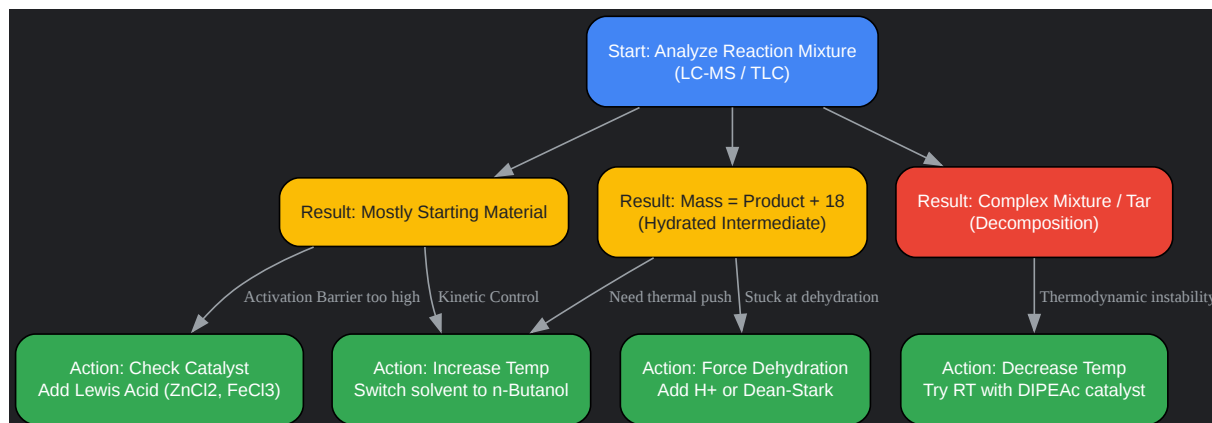 Start: Analyze Reaction Mixture
(LC-MS / TLC)
Result: Mostly Starting Material
Result: Mass = Product + 18
(Hydrated Intermediate)
Result: Complex Mixture / Tar
(Decomposition)
Activation Barrier too high
Kinetic Control
Need thermal push
Stuck at dehydration
Thermodynamic instability
Action: Check Catalyst
Add Lewis Acid (ZnCl2, FeCl3)
Action: Increase Temp
Switch solvent to n-Butanol
Action: Force Dehydration
Add H+ or Dean-Stark
Action: Decrease Temp
Try RT with DIPEAc catalyst